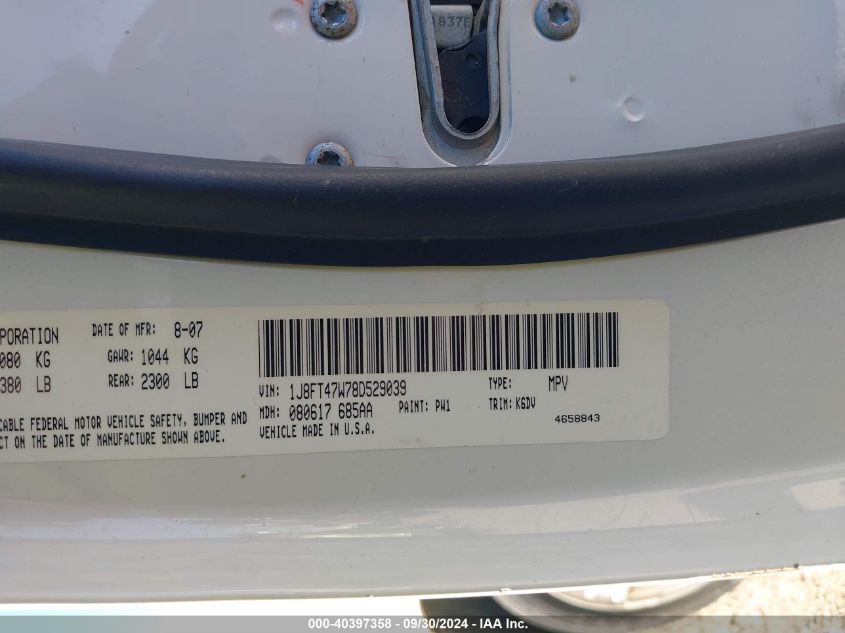 1837
PORATION DATE OF MFR: 8-07
080 KG GAWR: 1044 KG
380 LB REAR: 2300 LB
VIN: 1J8FT47W78D529039 TYPE: MPV
MDH: 080617 685AA PAINT: PW1 TRIM: K6DV
CABLE FEDERAL MOTOR VEHICLE SAFETY, BUMPER AND
CT ON THE DATE OF MANUFACTURE SHOWN ABOVE.
VEHICLE MADE IN U.S.A.
4658843
000-40397358 - 09/30/2024 - IAA Inc.